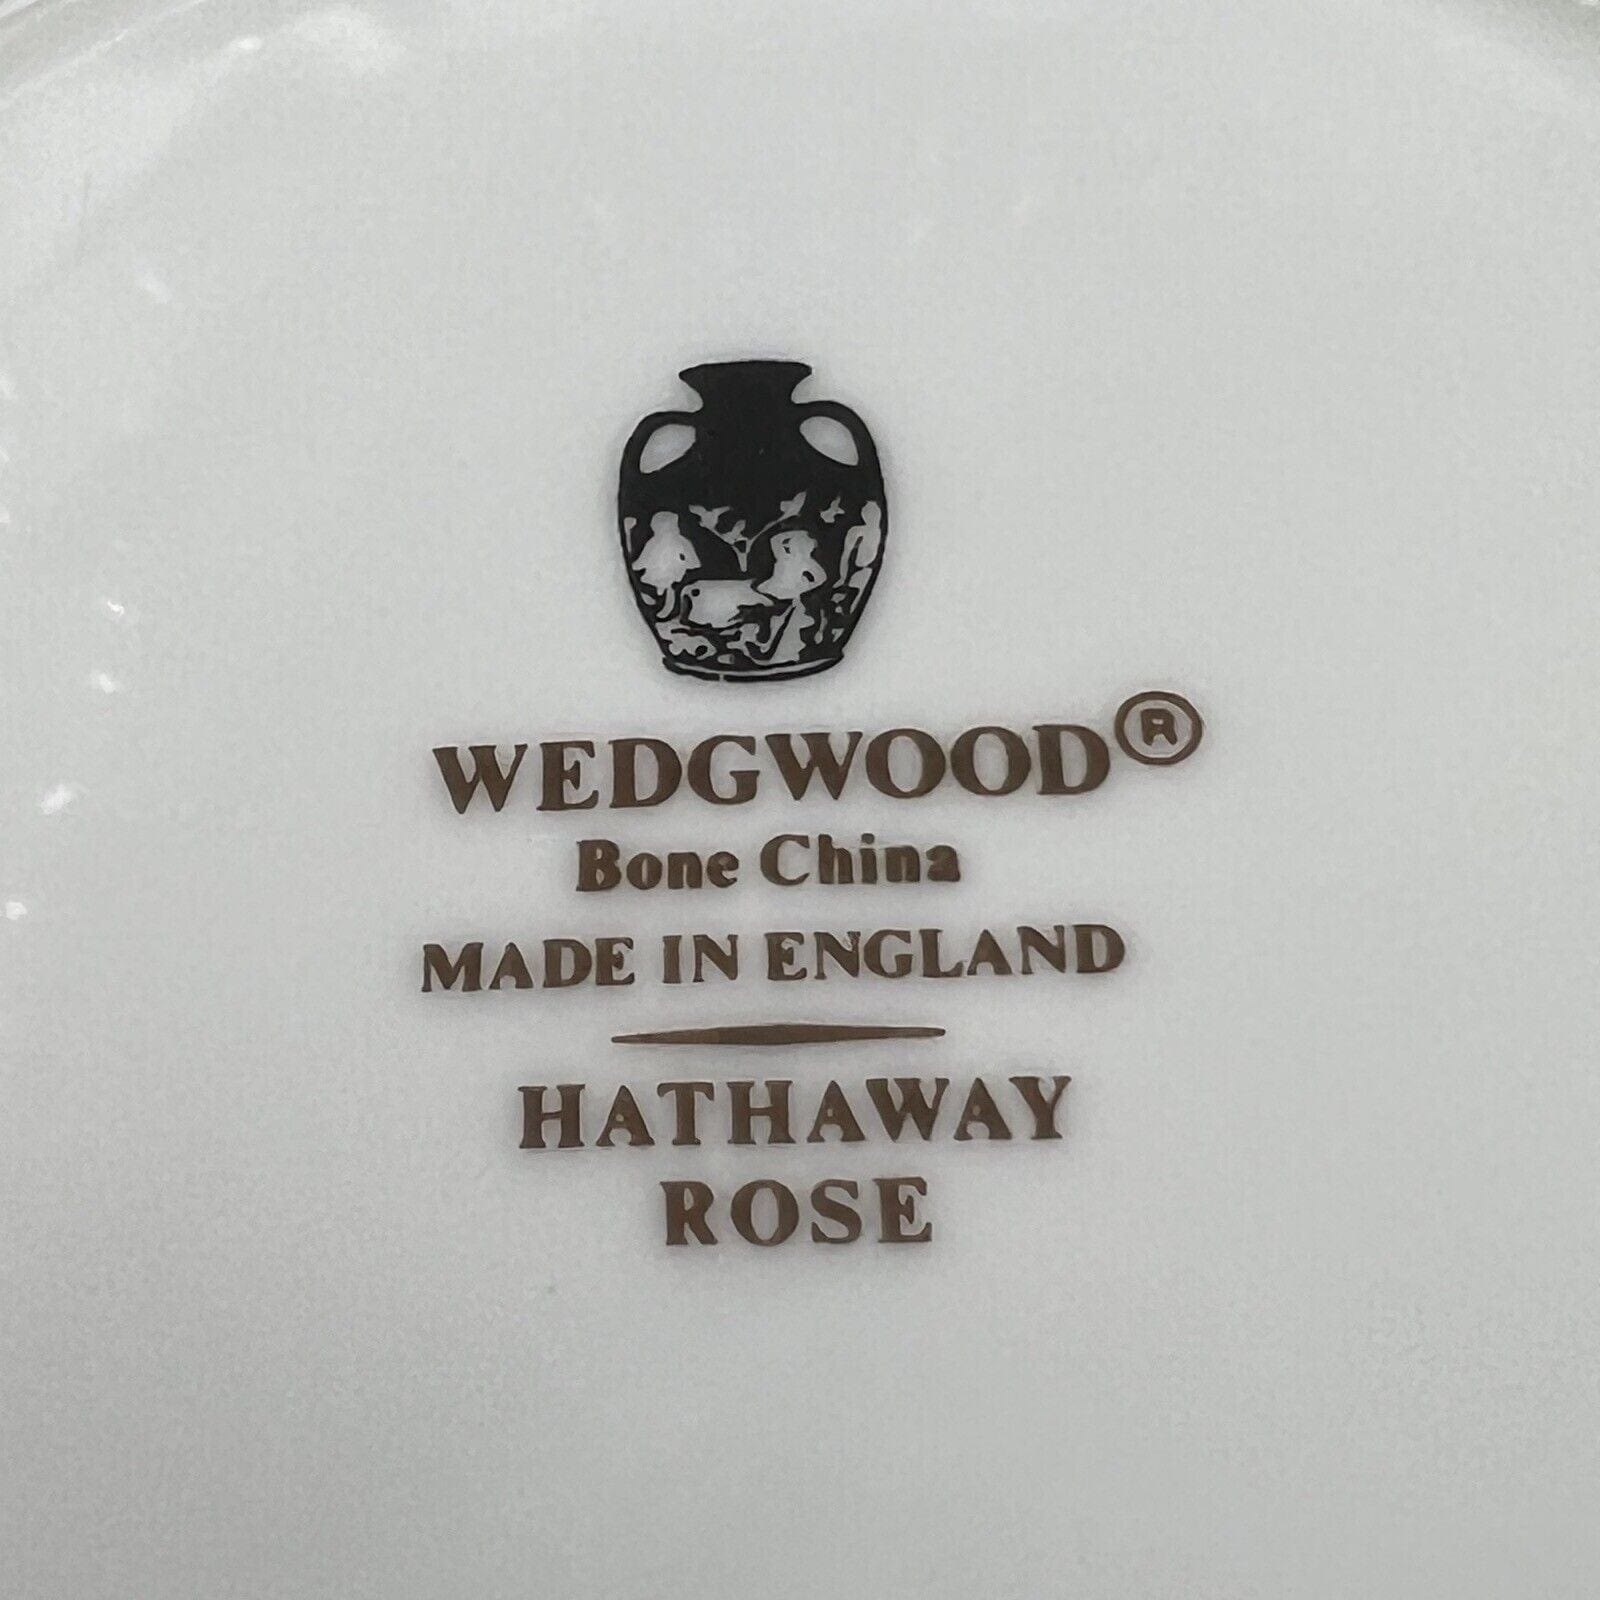 WEDGWOOD®
Bone China
MADE IN ENGLAND
HATHAWAY
ROSE